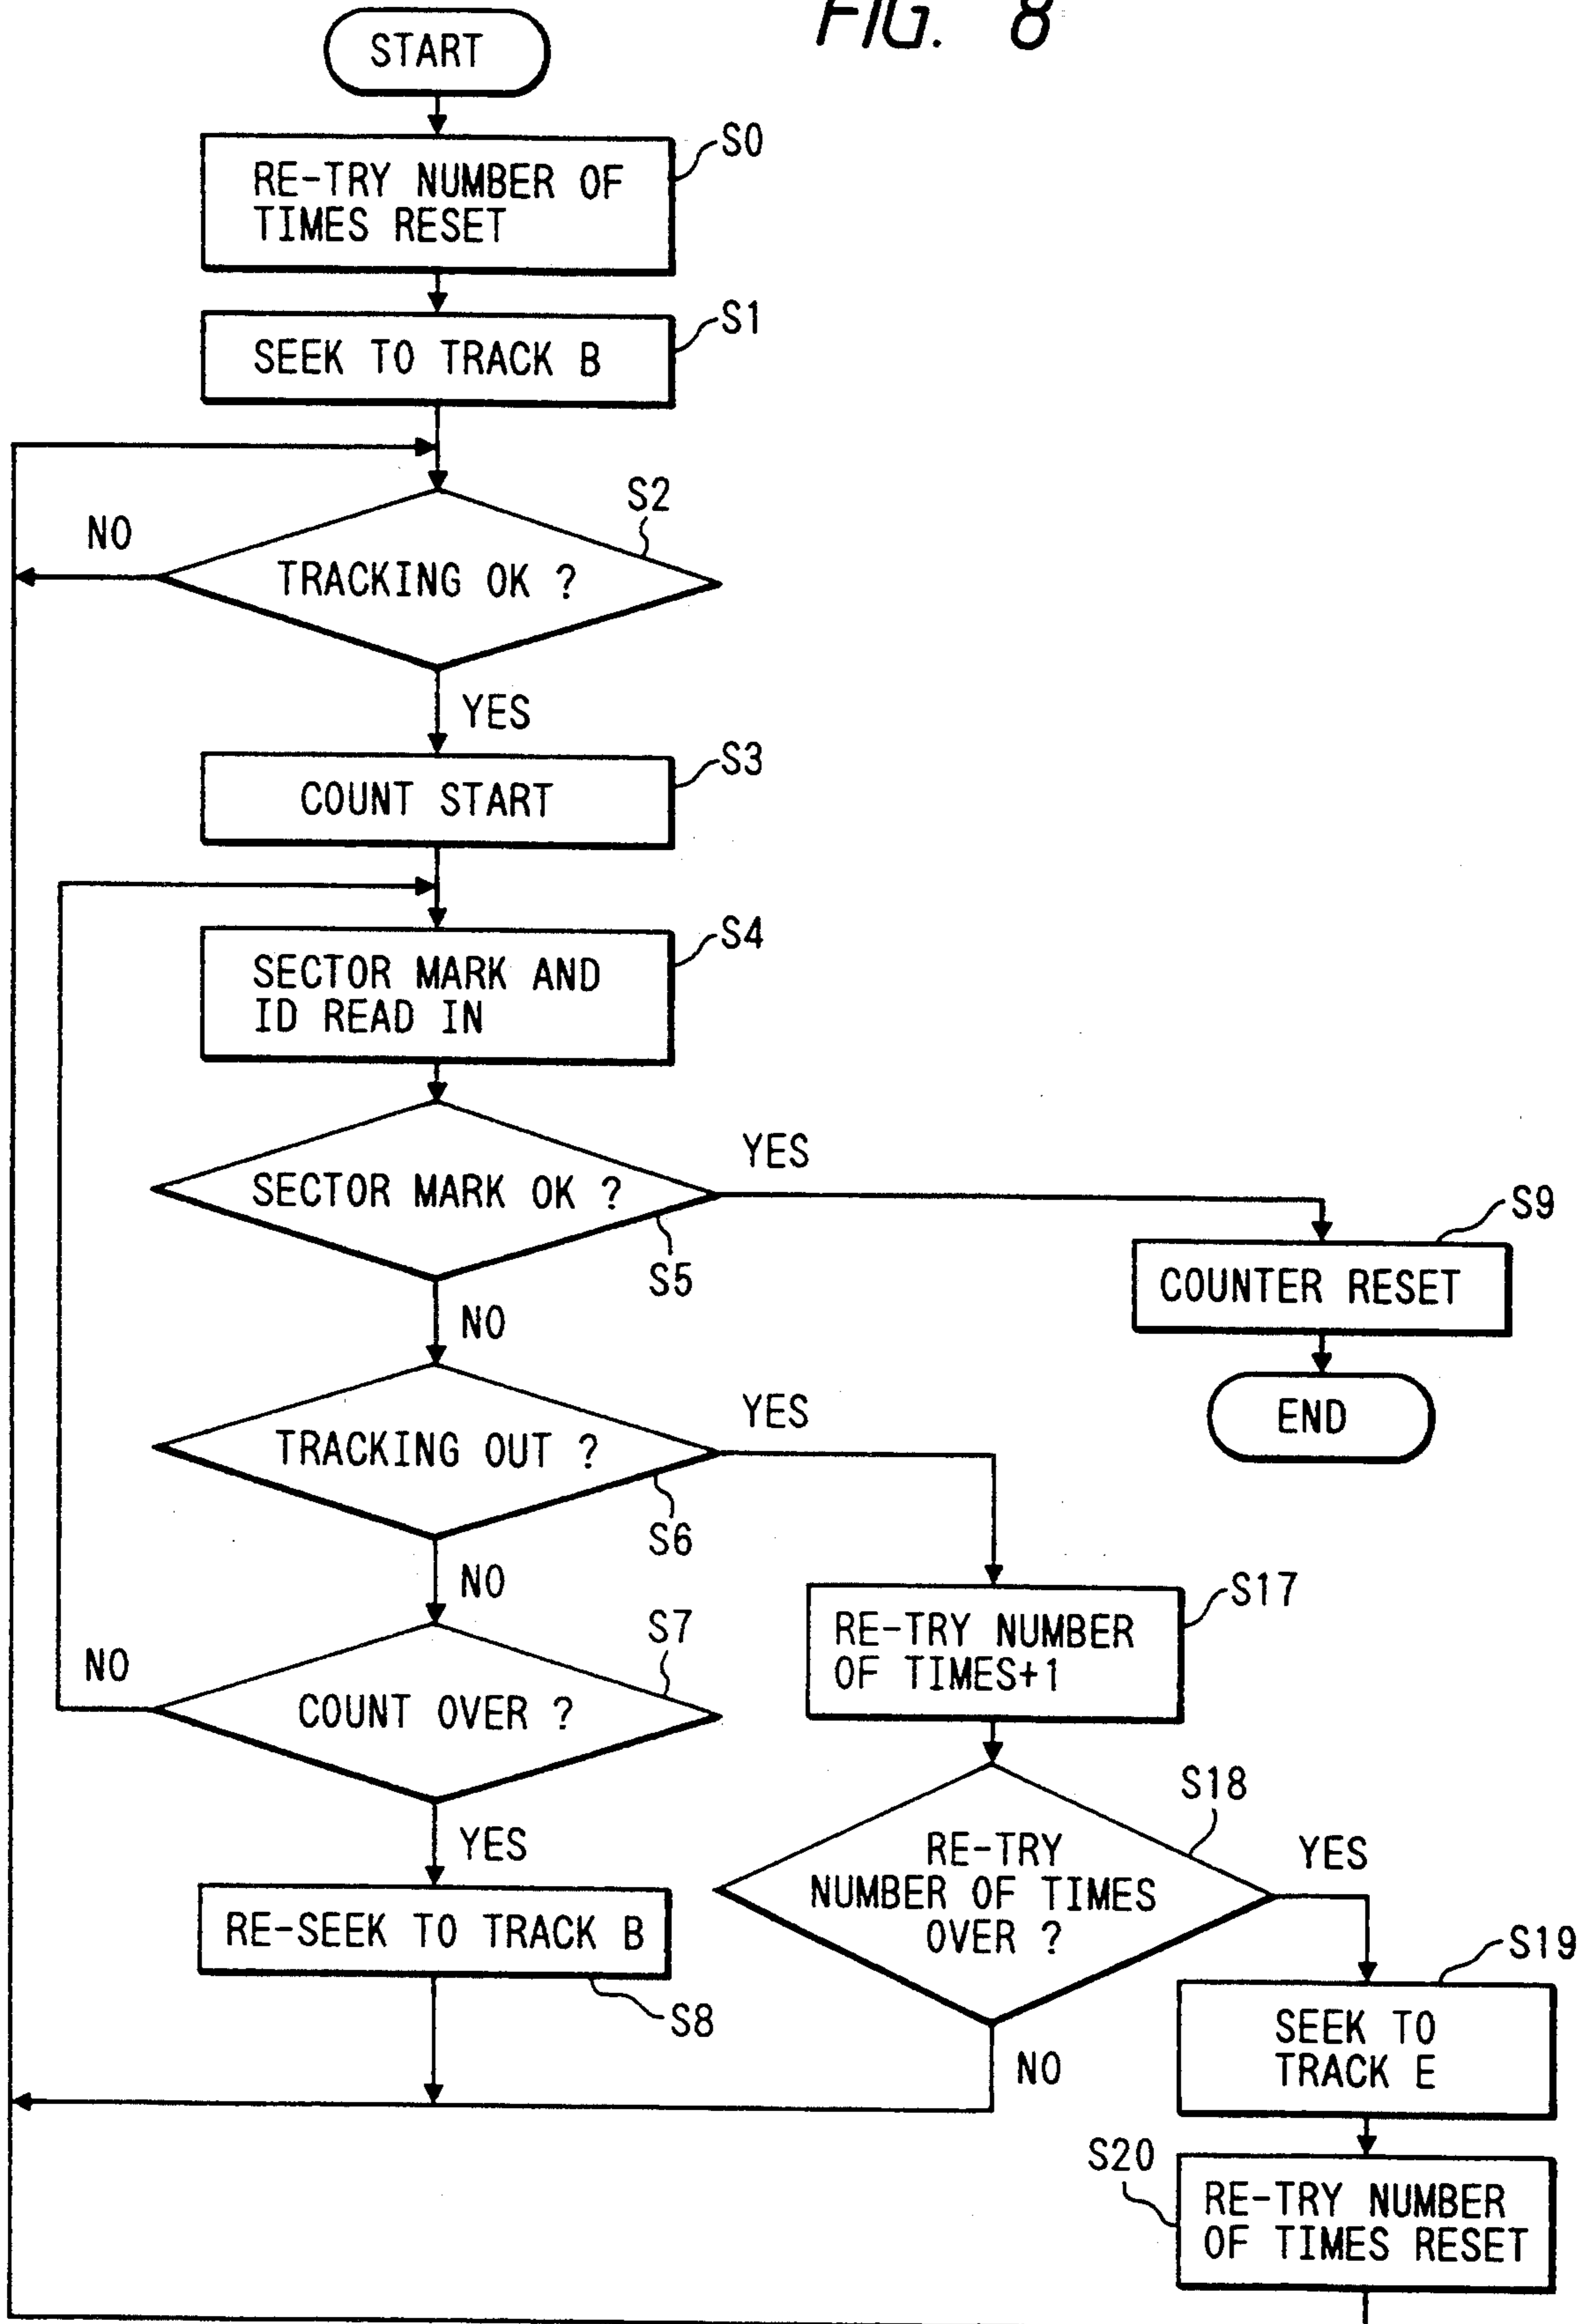 FIG. 8
START
S0
RE-TRY NUMBER OF
TIMES RESET
S1
SEEK TO TRACK B
S2
NO
TRACKING OK ?
YES
S3
COUNT START
S4
SECTOR MARK AND
ID READ IN
YES
SECTOR MARK OK ?
S5
S9
COUNTER RESET
NO
END
YES
TRACKING OUT ?
S6
NO
S17
RE-TRY NUMBER
OF TIMES+1
S7
NO
COUNT OVER ?
S18
YES
RE-TRY
NUMBER OF TIMES
OVER ?
YES
RE-SEEK TO TRACK B
S8
S19
SEEK TO
TRACK E
NO
S20
RE-TRY NUMBER
OF TIMES RESET